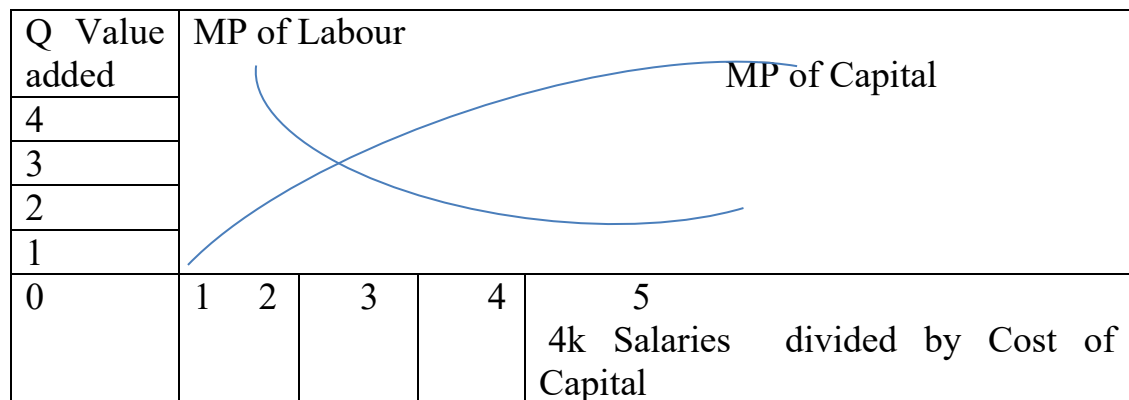 Q Value
added
MP of Labour
MP of Capital
4
3
2
1
0
1 2 3 4 5
4k Salaries divided by Cost of
Capital